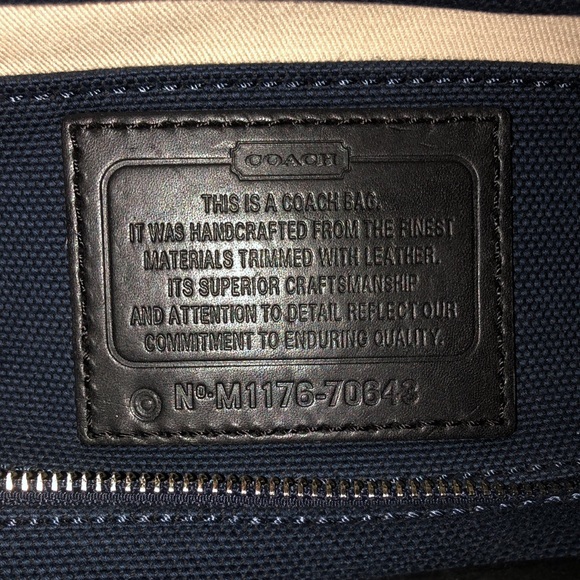 COACH
THIS IS A COACH BAG.
IT WAS HANDCRAFTED FROM THE FINEST
MATERIALS TRIMMED WITH LEATHER.
ITS SUPERIOR CRAFTSMANSHIP
AND ATTENTION TO DETAIL REFLECT OUR
COMMITMENT TO ENDURING QUALITY.
© Nº·M1176-70643